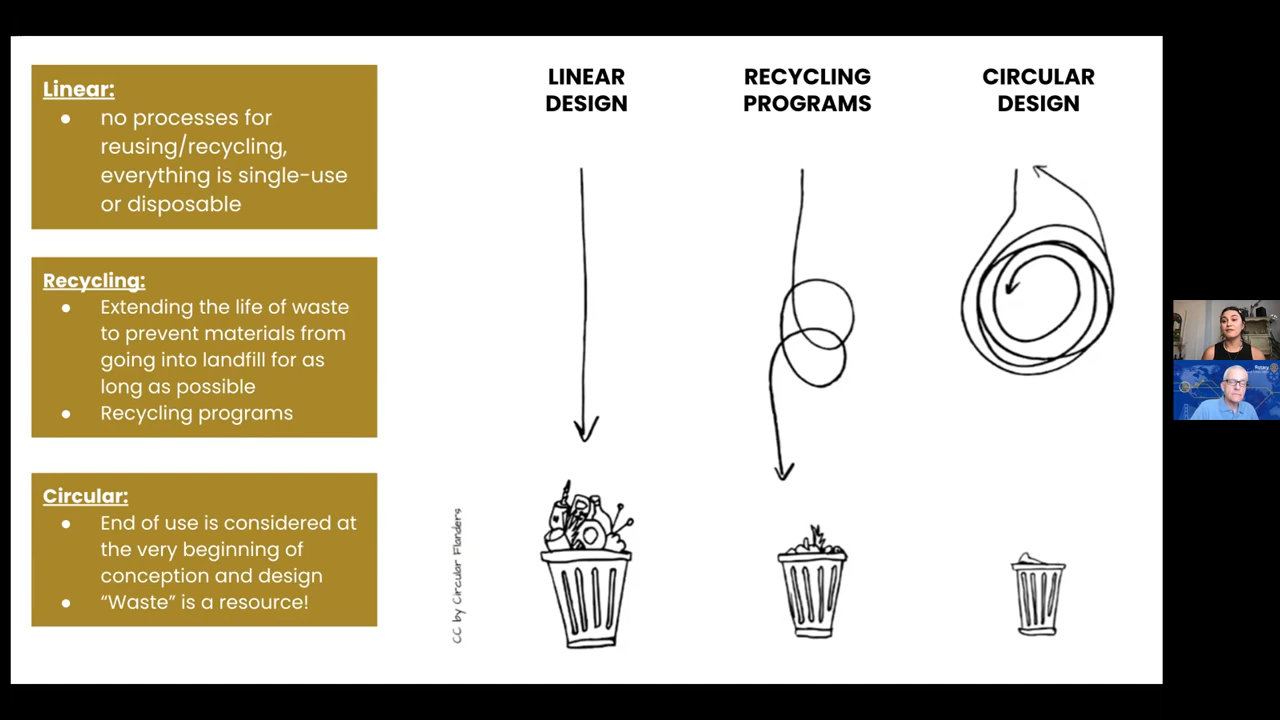 Linear:
● no processes for
reusing/recycling,
everything is single-use
or disposable
Recycling:
● Extending the life of waste
to prevent materials from
going into landfill for as
long as possible
● Recycling programs
Circular:
● End of use is considered at
the very beginning of
conception and design
● “Waste” is a resource!
LINEAR
DESIGN
RECYCLING
PROGRAMS
CIRCULAR
DESIGN
CC by Circular Flanders
Rotary